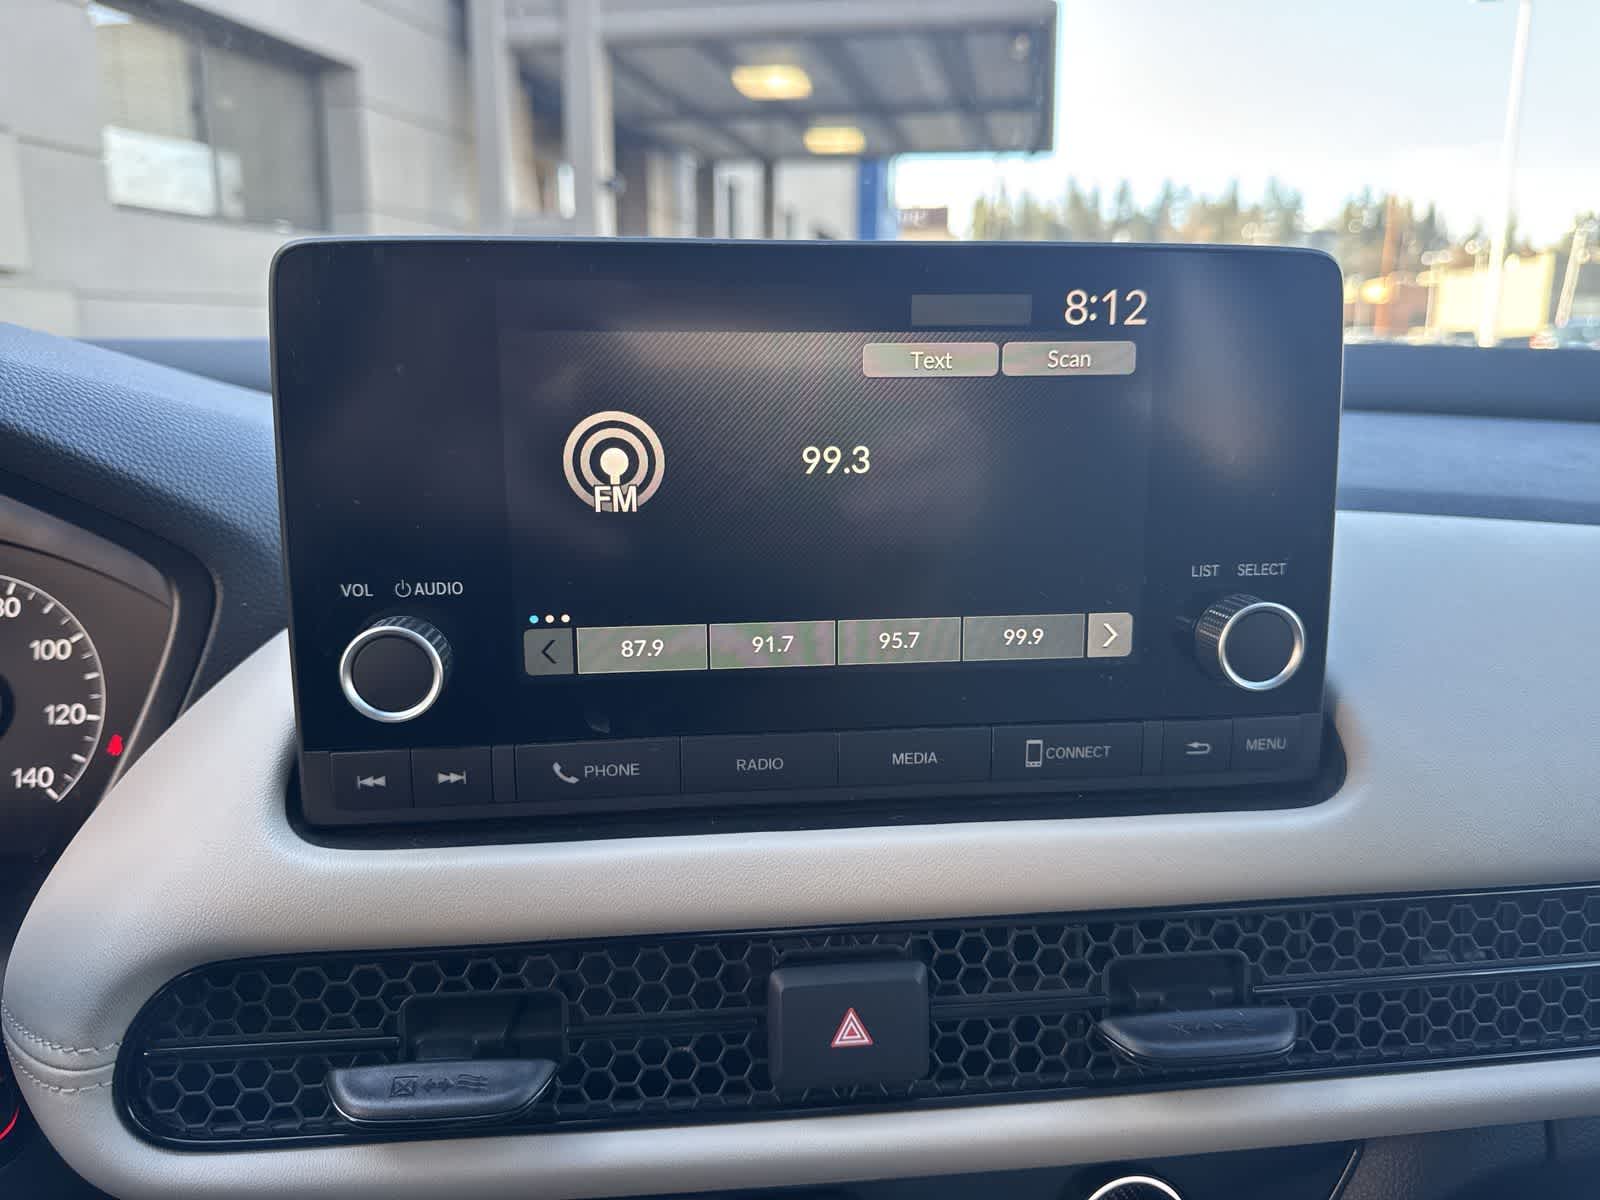 8:12
Text Scan
FM
99.3
VOL AUDIO
LIST SELECT
87.9 91.7 95.7 99.9
PHONE RADIO MEDIA CONNECT MENU
80
100
120
140